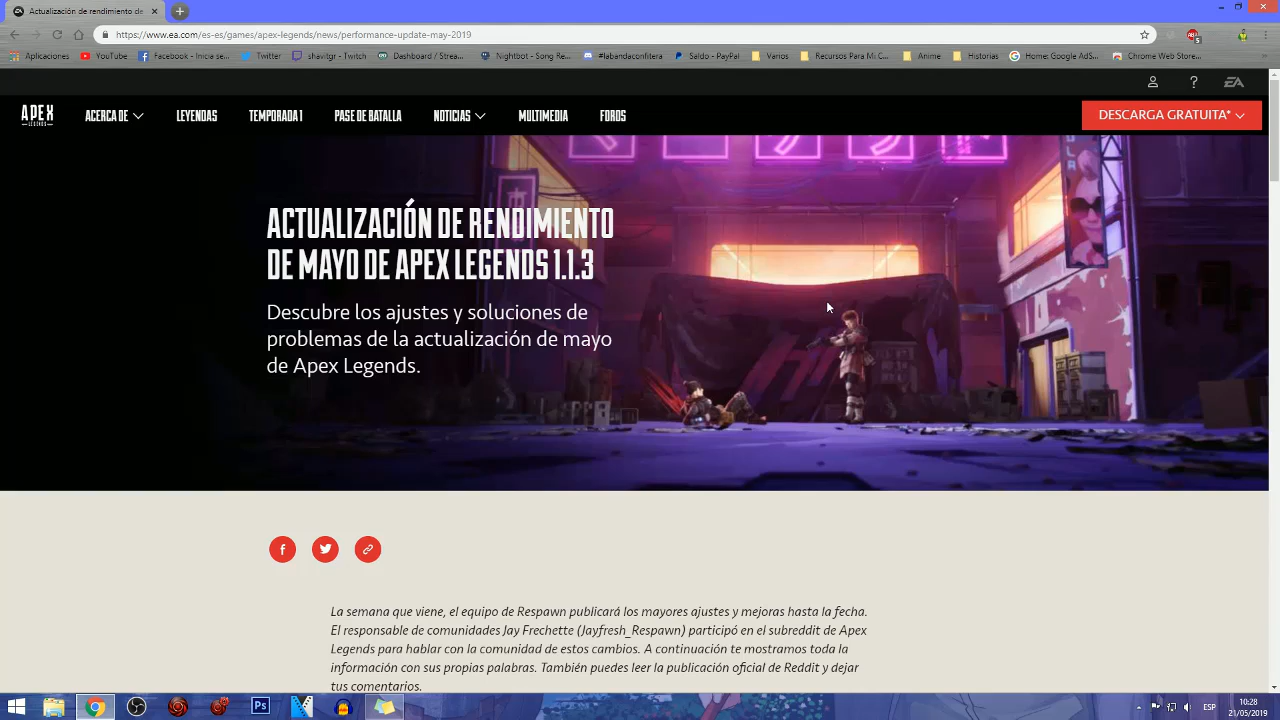 Actualización de rendimiento de
https://www.ea.com/es-es/games/apex-legends/news/performance-update-may-2019
Aplicaciones YouTube Facebook - Inicia se Twitter shavitgr - Twitch Dashboard / Strea Nightbot - Song Re #labandaconfitera Paldo - PayPal Varios Recursos Para Mi C Anime Historias Home: Google AdS Chrome Web Store
EA
APEX
LEGENDS
ACERCA DE LEYENDAS TEMPORADA 1 PASE DE BATALLA NOTICIAS MULTIMEDIA FOROS
DESCARGA GRATUITA*
ACTUALIZACIÓN DE RENDIMIENTO
DE MAYO DE APEX LEGENDS 1.1.3
Descubre los ajustes y soluciones de
problemas de la actualización de mayo
de Apex Legends.
La semana que viene, el equipo de Respawn publicará los mayores ajustes y mejoras hasta la fecha.
El responsable de comunidades Jay Frechette (Jayfresh_Respawn) participó en el subreddit de Apex
Legends para hablar con la comunidad de estos cambios. A continuación te mostramos toda la
información con sus propias palabras. También puedes leer la publicación oficial de Reddit y dejar
tus comentarios.
Ps
ESP
10:28
21/05/2019